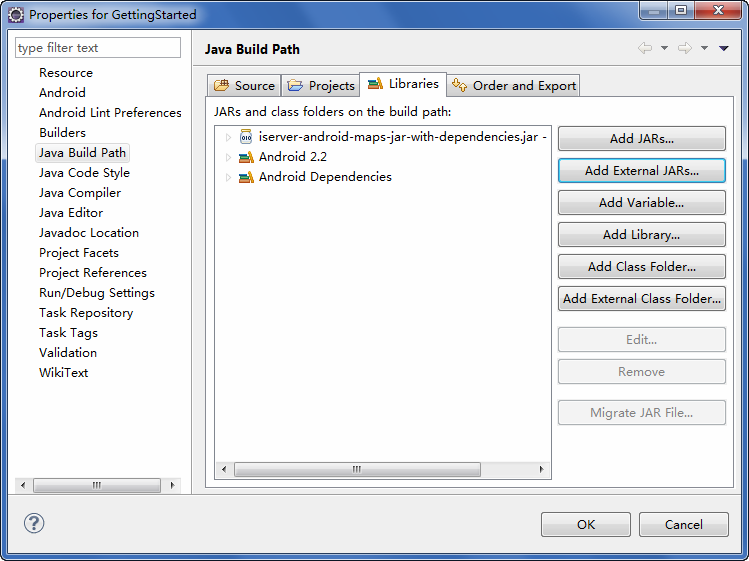 Properties for GettingStarted
type filter text
Resource
Android
Android Lint Preferences
Builders
Java Build Path
Java Code Style
Java Compiler
Java Editor
Javadoc Location
Project Facets
Project References
Run/Debug Settings
Task Repository
Task Tags
Validation
WikiText
Java Build Path
Source Projects Libraries Order and Export
JARs and class folders on the build path:
iserver-android-maps-jar-with-dependencies.jar -
Android 2.2
Android Dependencies
Add JARs...
Add External JARs...
Add Variable...
Add Library...
Add Class Folder...
Add External Class Folder...
Edit...
Remove
Migrate JAR File...
OK Cancel